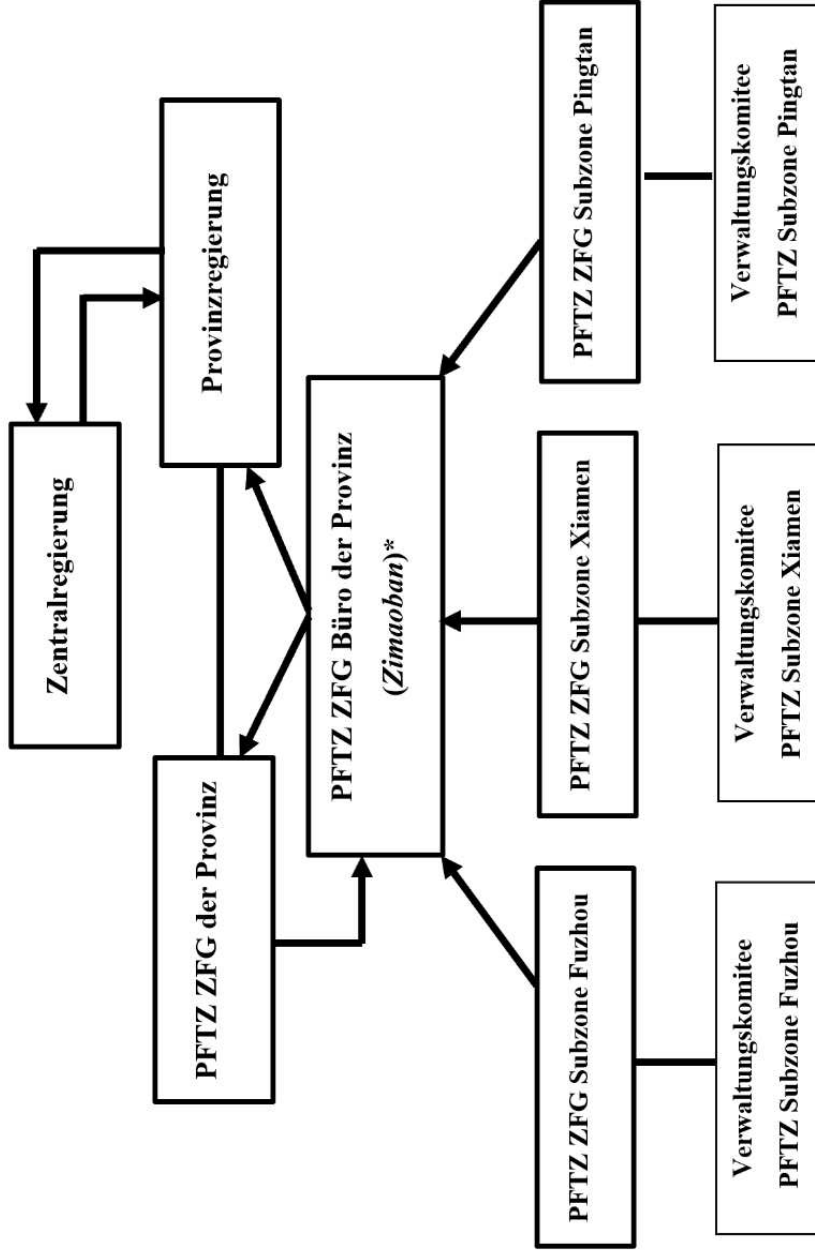 Zentralregierung
PFTZ ZFG der Provinz
Provinzregierung
PFTZ ZFG Büro der Provinz
(Zimaoban)*
PFTZ ZFG Subzone Fuzhou
PFTZ ZFG Subzone Xiamen
PFTZ ZFG Subzone Pingtan
Verwaltungskomitee
PFTZ Subzone Fuzhou
Verwaltungskomitee
PFTZ Subzone Xiamen
Verwaltungskomitee
PFTZ Subzone Pingtan